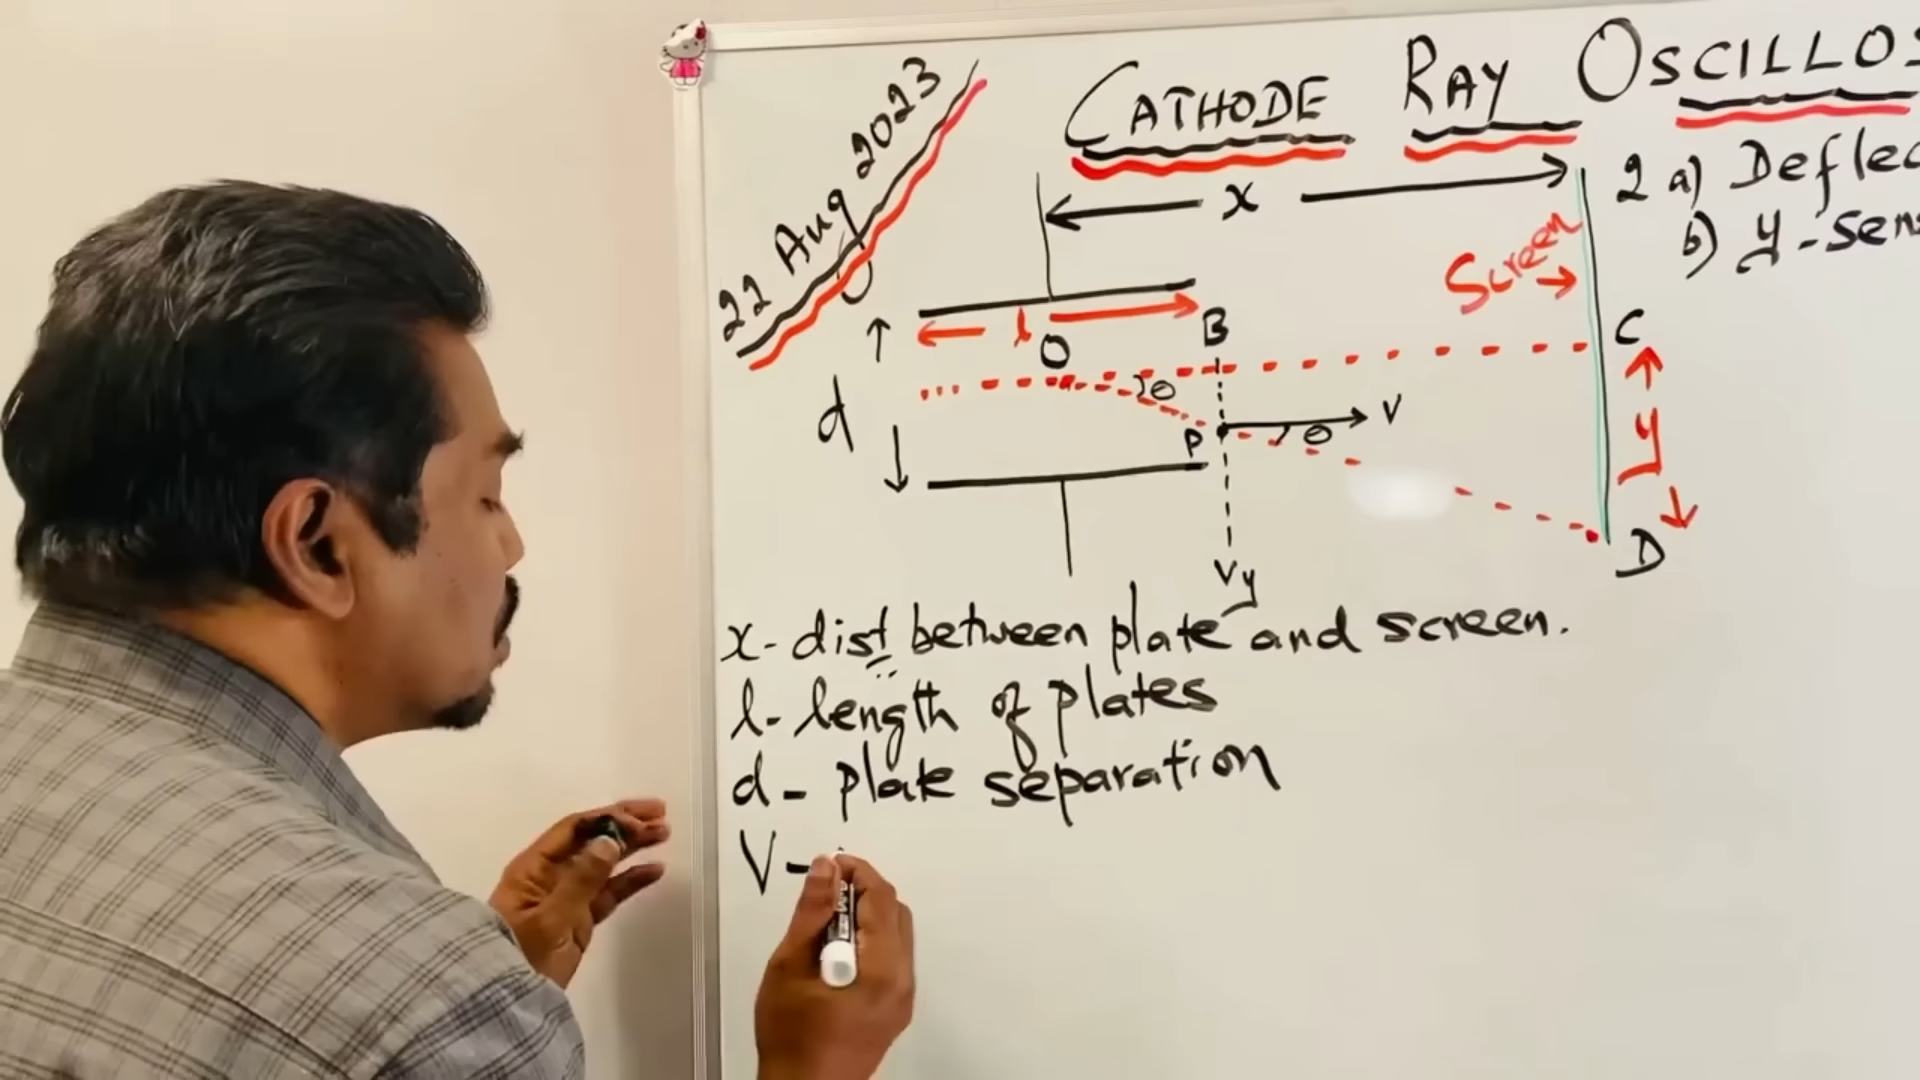 22 Aug 2023
CATHODE RAY OSCILLOS
2 a) Deflec
b) y-sens
x
Screen
l
O
B
C
d
θ
V
P
θ
y
D
Vy
x- dist between plate and screen.
l- length of plates
d- plate separation
V-